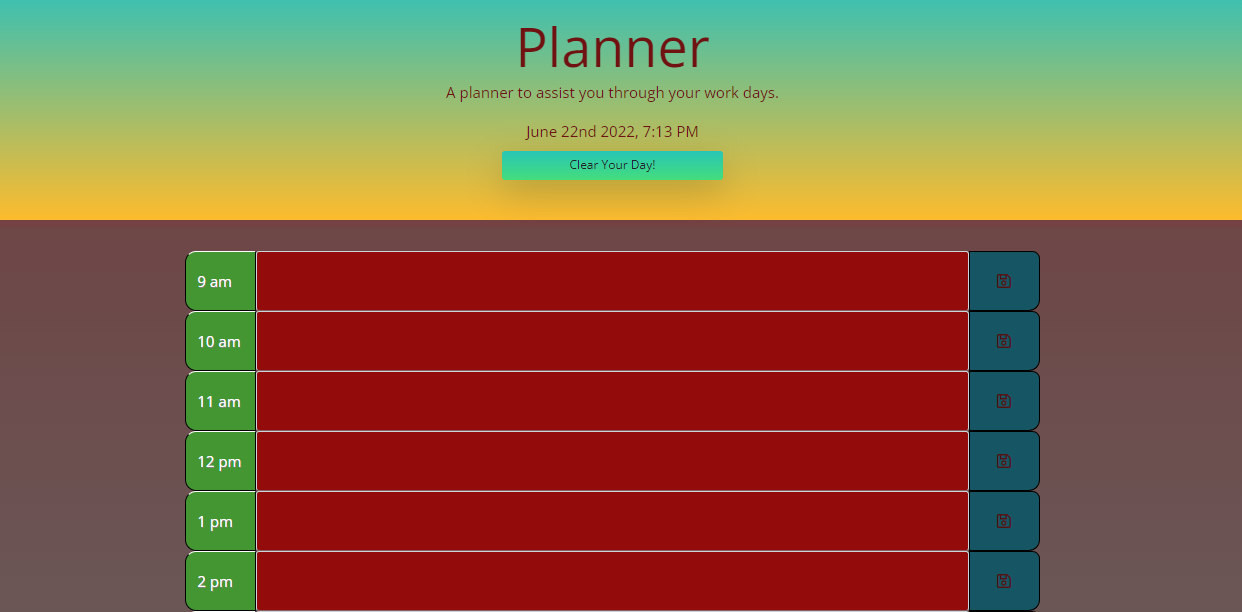 Planner
A planner to assist you through your work days.
June 22nd 2022, 7:13 PM
Clear Your Day!
9 am
10 am
11 am
12 pm
1 pm
2 pm